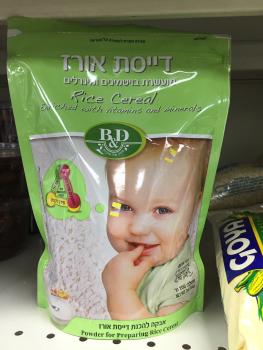 דייסת אורז
מועשרת בויטמינים ומינרלים
Rice Cereal
Enriched with vitamins and minerals
B&D
אבקה להכנת דייסת אורז
Powder for Preparing Rice Cereal
GOYA